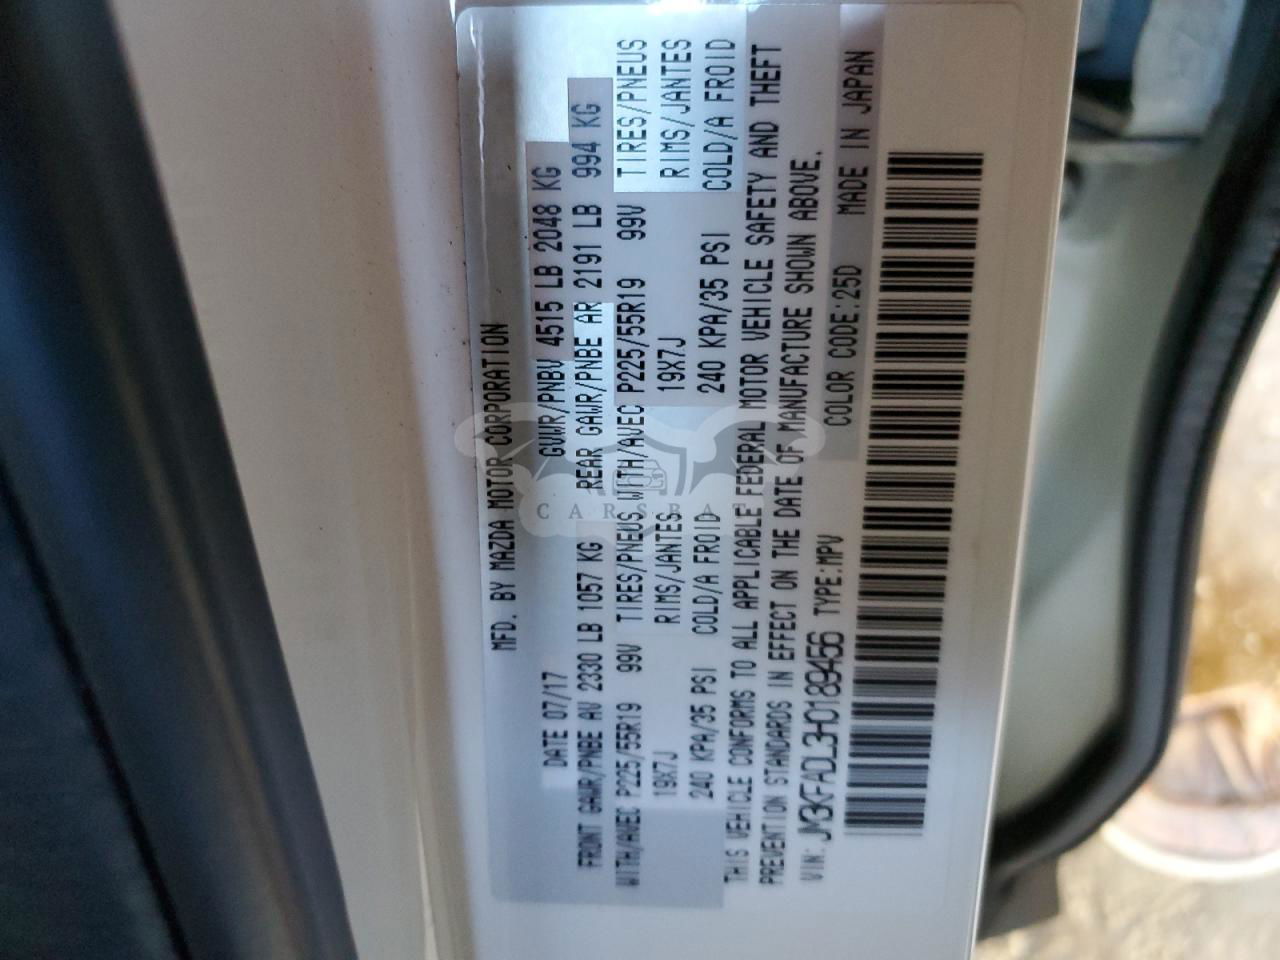 MFD. BY MAZDA MOTOR CORPORATION
DATE 07/17 GVWR/PNBV 4515 LB 2048 KG
FRONT GAWR/PNBE AV 2330 LB 1057 KG REAR GAWR/PNBE AR 2191 LB 994 KG
WITH/AVEC P225/55R19 99V TIRES/PNEUS WITH/AVEC P225/55R19 99V TIRES/PNEUS
19X7J RIMS/JANTES 19X7J RIMS/JANTES
240 KPA/35 PSI COLD/A FROID 240 KPA/35 PSI COLD/A FROID
THIS VEHICLE CONFORMS TO ALL APPLICABLE FEDERAL MOTOR VEHICLE SAFETY AND THEFT
PREVENTION STANDARDS IN EFFECT ON THE DATE OF MANUFACTURE SHOWN ABOVE.
VIN: JM3KFADL3H0189456 TYPE:MPV COLOR CODE:25D MADE IN JAPAN